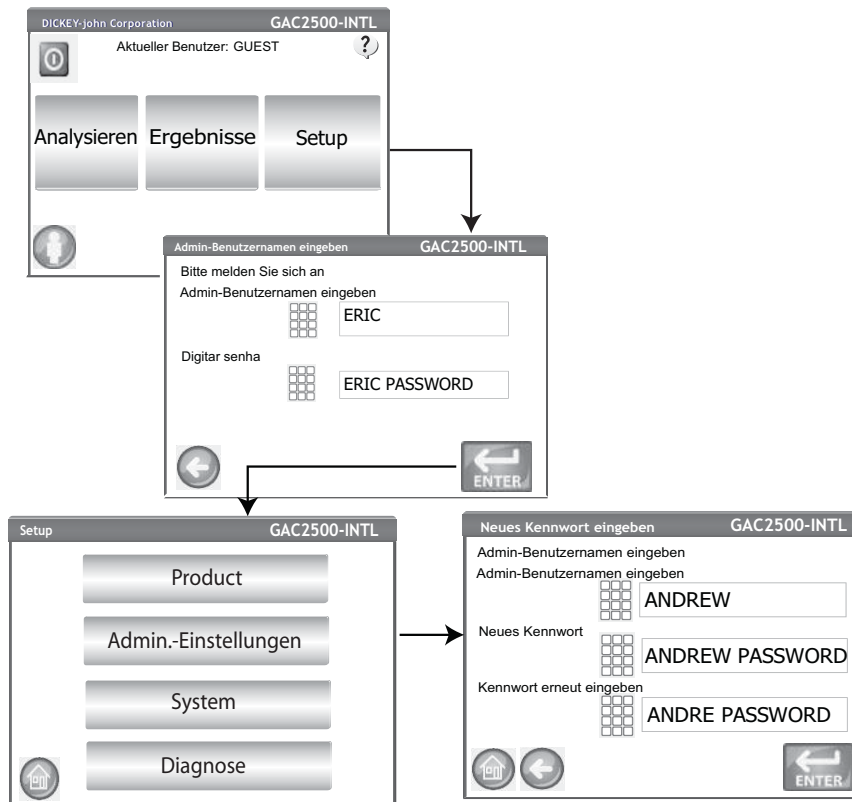 DICKEY-john Corporation GAC2500-INTL
Aktueller Benutzer: GUEST
?
Analysieren Ergebnisse Setup
Admin-Benutzernamen eingeben GAC2500-INTL
Bitte melden Sie sich an
Admin-Benutzernamen eingeben
ERIC
Digitar senha
ERIC PASSWORD
ENTER
Setup GAC2500-INTL
Product
Admin.-Einstellungen
System
Diagnose
Neues Kennwort eingeben GAC2500-INTL
Admin-Benutzernamen eingeben
Admin-Benutzernamen eingeben
ANDREW
Neues Kennwort
ANDREW PASSWORD
Kennwort erneut eingeben
ANDRE PASSWORD
ENTER